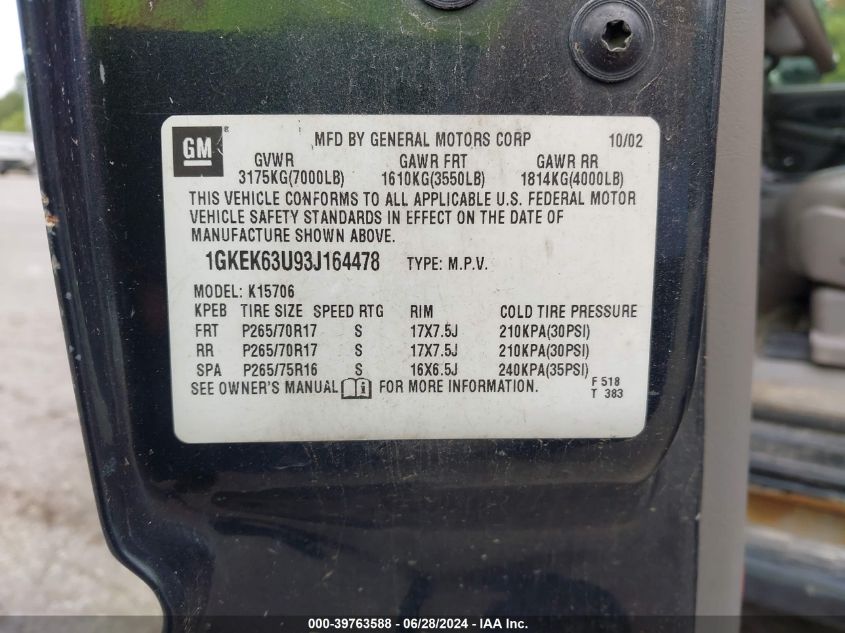 GM ® MFD BY GENERAL MOTORS CORP 10/02
GVWR GAWR FRT GAWR RR
3175KG(7000LB) 1610KG(3550LB) 1814KG(4000LB)
THIS VEHICLE CONFORMS TO ALL APPLICABLE U.S. FEDERAL MOTOR
VEHICLE SAFETY STANDARDS IN EFFECT ON THE DATE OF
MANUFACTURE SHOWN ABOVE.
1GKEK63U93J164478 TYPE: M.P.V.
MODEL: K15706
KPEB TIRE SIZE SPEED RTG RIM COLD TIRE PRESSURE
FRT P265/70R17 S 17X7.5J 210KPA(30PSI)
RR P265/70R17 S 17X7.5J 210KPA(30PSI)
SPA P265/75R16 S 16X6.5J 240KPA(35PSI)
SEE OWNER'S MANUAL i FOR MORE INFORMATION. F 518
T 383
000-39763588 / 06/28/2024 - IAA Inc.